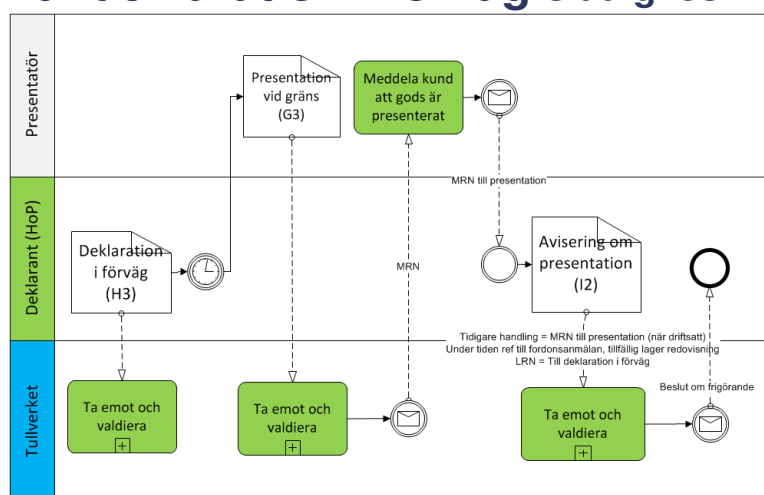 Presentatör
Presentation
vid gräns
(G3)
Meddela kund
att gods är
presenterat
MRN till presentation
Deklarant (HoP)
Deklaration
i förväg
(H3)
MRN
Avisering om
presentation
(I2)
Tidigare handling = MRN till presentation (när driftsatt)
Under tiden ref till fordonsanmälan, tillfällig lager redovisning
LRN = Till deklaration i förväg
Tullverket
Ta emot och
valdiera
Ta emot och
valdiera
Ta emot och
valdiera
Beslut om frigörande